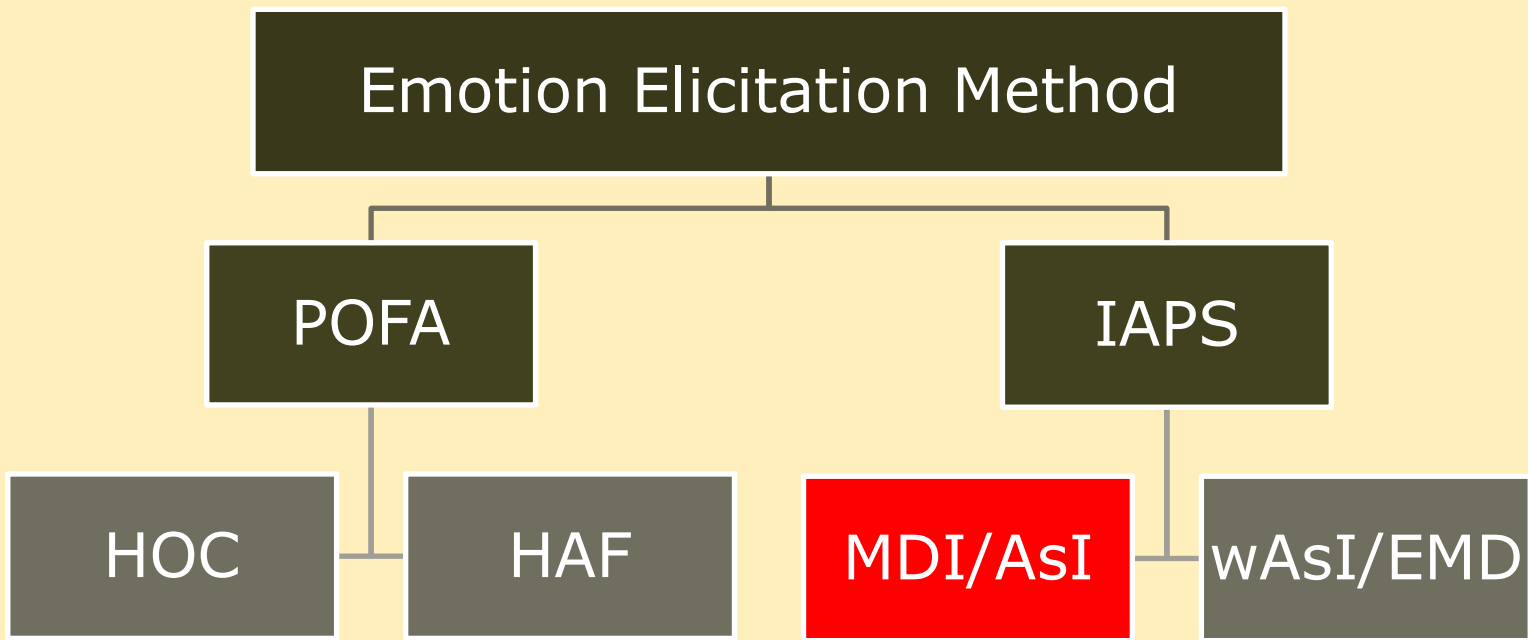 Emotion Elicitation Method
POFA
IAPS
HOC
HAF
MDI/AsI
wAsI/EMD